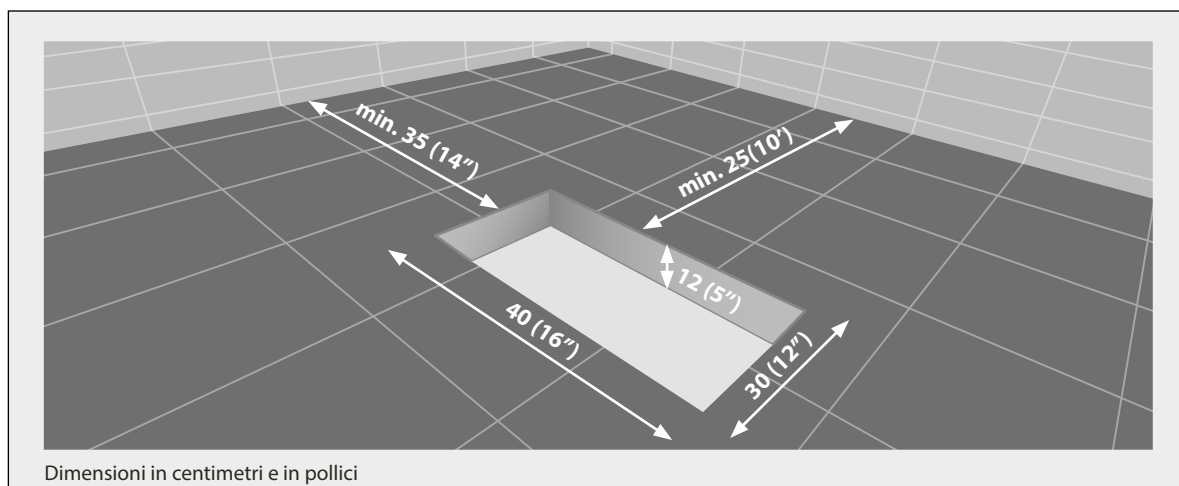 min. 35 (14”)
min. 25(10’)
12 (5”)
40 (16”)
30 (12”)
Dimensioni in centimetri e in pollici